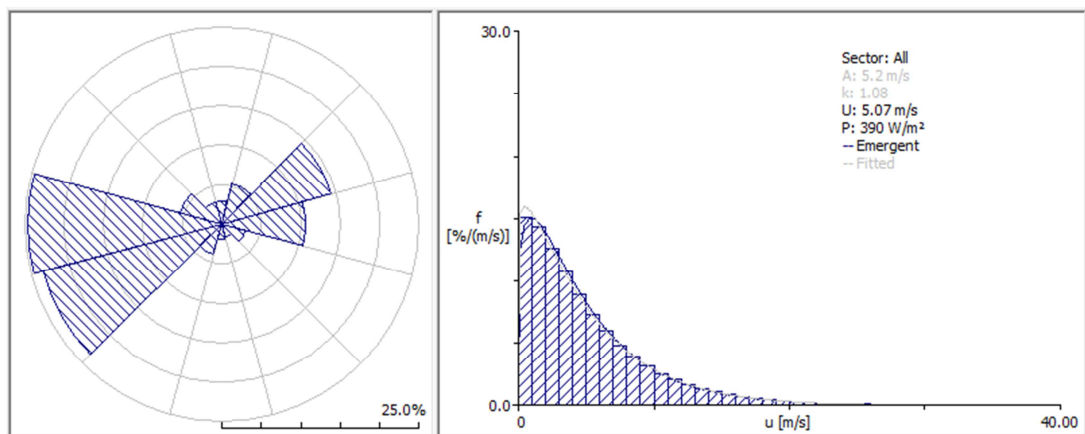 25.0%
30.0
f
[%/(m/s)]
0.0
0
u [m/s]
40.00
Sector: All
A: 5.2 m/s
k: 1.08
U: 5.07 m/s
P: 390 W/m²
-- Emergent
-- Fitted